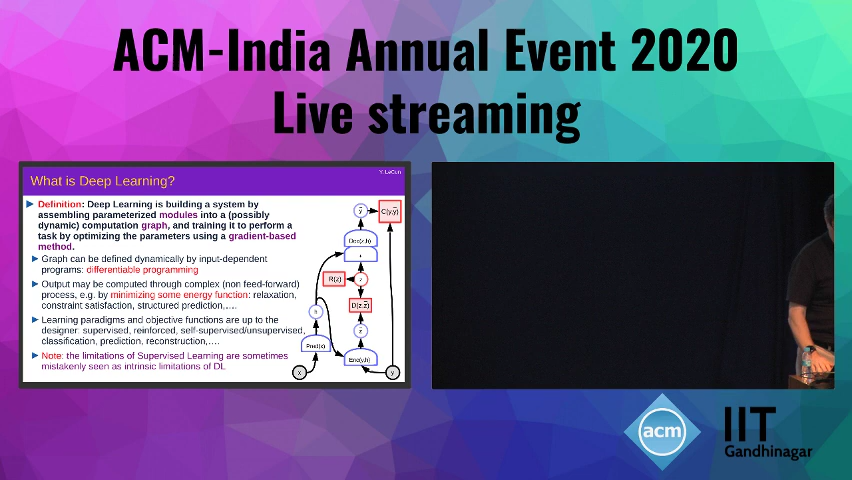 ACM-India Annual Event 2020
Live streaming
Y. LeCun
What is Deep Learning?
Definition: Deep Learning is building a system by
assembling parameterized modules into a (possibly
dynamic) computation graph, and training it to perform a
task by optimizing the parameters using a gradient-based
method.
Graph can be defined dynamically by input-dependent
programs: differentiable programming
Output may be computed through complex (non feed-forward)
process, e.g. by minimizing some energy function: relaxation,
constraint satisfaction, structured prediction,....
Learning paradigms and objective functions are up to the
designer: supervised, reinforced, self-supervised/unsupervised,
classification, prediction, reconstruction,....
Note: the limitations of Supervised Learning are sometimes
mistakenly seen as intrinsic limitations of DL
y̅
C(y,y̅)
Dec(z,h)
+
R(z)
z
D(z,z̅)
h
z̅
Pred(x)
Enc(y,h)
x
y
acm
IIT
Gandhinagar